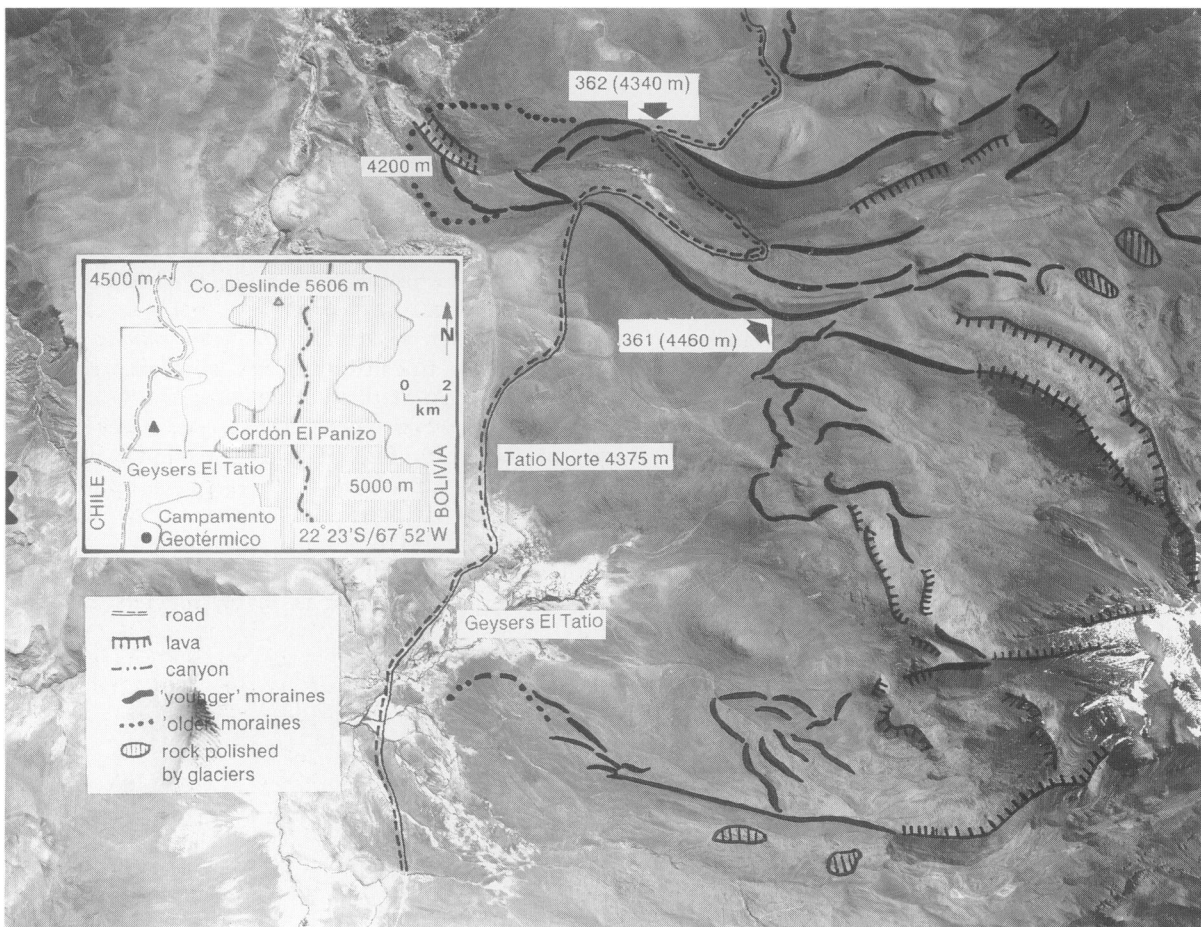 362 (4340 m)
4200 m
361 (4460 m)
Tatio Norte 4375 m
Geysers El Tatio
4500 m
Co. Deslinde 5606 m
N
0 2
km
Cordón El Panizo
Geysers El Tatio
5000 m
CHILE
BOLIVIA
Campamento
Geotérmico
22°23'S/67°52'W
road
lava
canyon
'younger' moraines
'older' moraines
rock polished
by glaciers